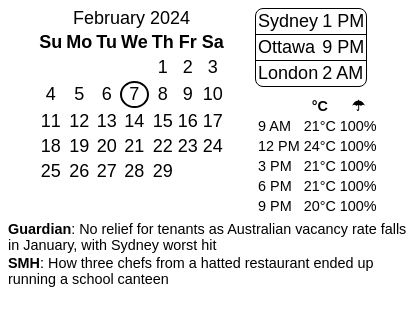 February 2024
Su Mo Tu We Th Fr Sa
1 2 3
4 5 6 7 8 9 10
11 12 13 14 15 16 17
18 19 20 21 22 23 24
25 26 27 28 29
Sydney 1 PM
Ottawa 9 PM
London 2 AM
°C ☂
9 AM 21°C 100%
12 PM 24°C 100%
3 PM 21°C 100%
6 PM 21°C 100%
9 PM 20°C 100%
Guardian: No relief for tenants as Australian vacancy rate falls
in January, with Sydney worst hit
SMH: How three chefs from a hatted restaurant ended up
running a school canteen